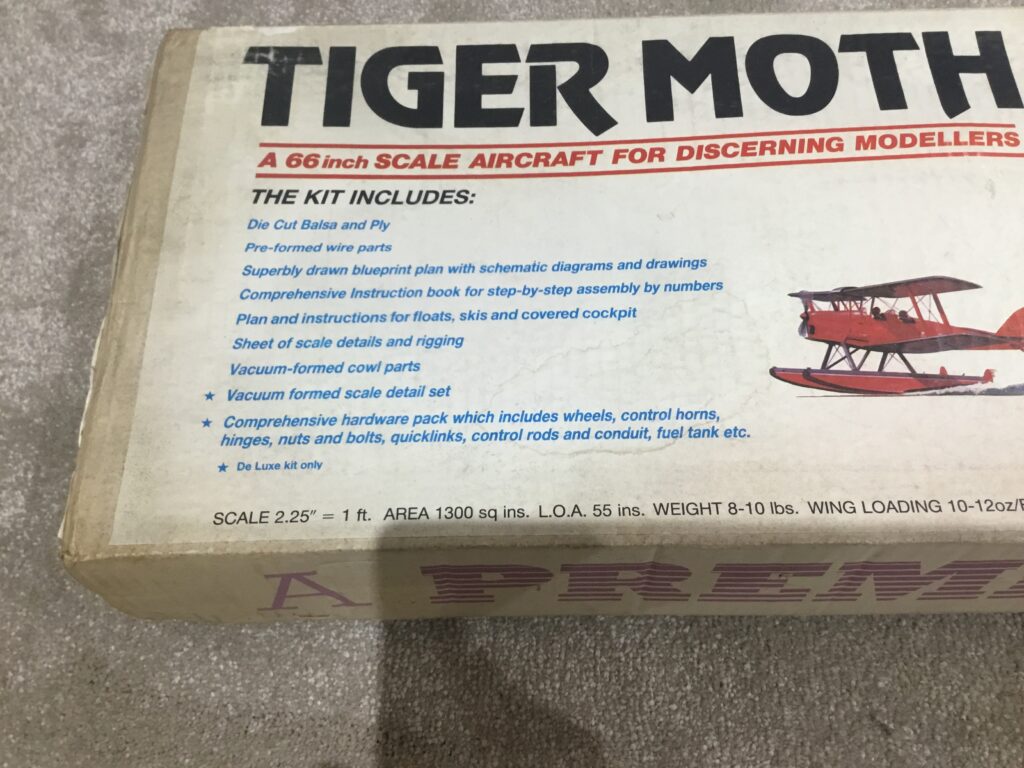 TIGER MOTH
A 66 inch SCALE AIRCRAFT FOR DISCERNING MODELLERS
THE KIT INCLUDES:
Die Cut Balsa and Ply
Pre-formed wire parts
Superbly drawn blueprint plan with schematic diagrams and drawings
Comprehensive Instruction book for step-by-step assembly by numbers
Plan and instructions for floats, skis and covered cockpit
Sheet of scale details and rigging
Vacuum-formed cowl parts
★ Vacuum formed scale detail set
★ Comprehensive hardware pack which includes wheels, control horns,
hinges, nuts and bolts, quicklinks, control rods and conduit, fuel tank etc.
★ De Luxe kit only
SCALE 2.25" = 1 ft. AREA 1300 sq ins. L.O.A. 55 ins. WEIGHT 8-10 lbs. WING LOADING 10-12oz/
A PREM